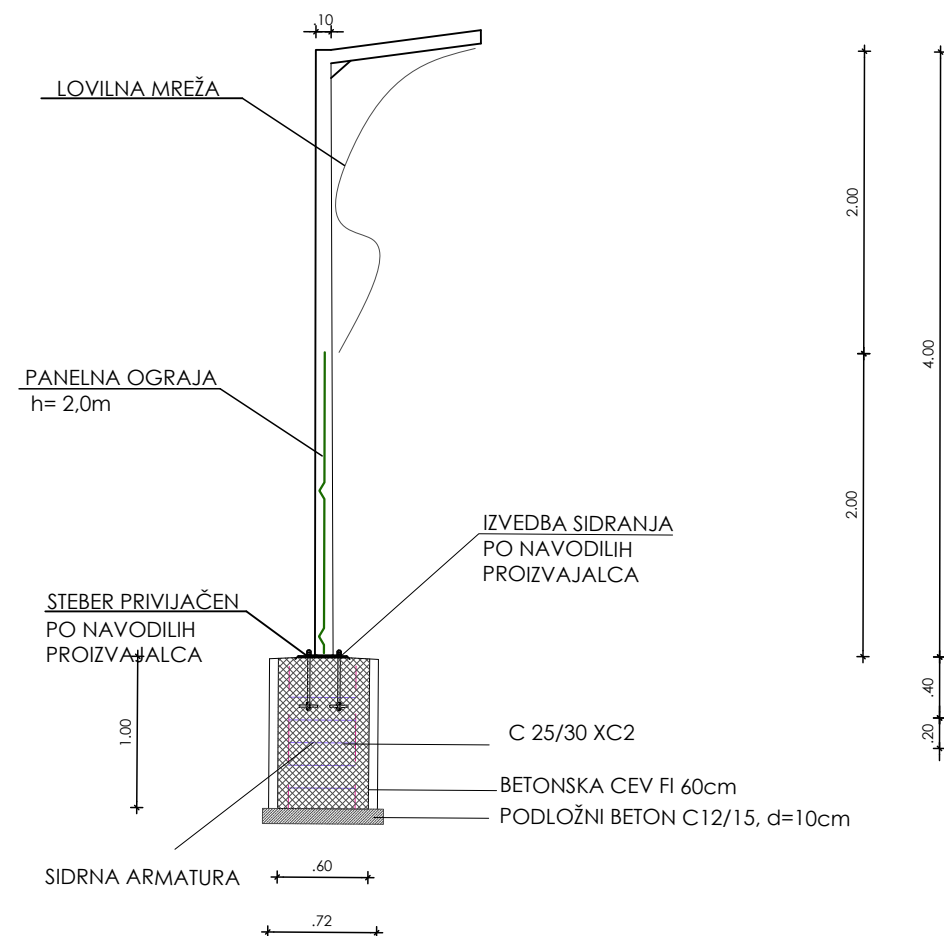 .10
LOVILNA MREŽA
2.00
4.00
PANELNA OGRAJA
h= 2,0m
2.00
IZVEDBA SIDRANJA
PO NAVODILIH
PROIZVAJALCA
STEBER PRIVIJAČEN
PO NAVODILIH
PROIZVAJALCA
.40
.20
1.00
C 25/30 XC2
BETONSKA CEV FI 60cm
PODLOŽNI BETON C12/15, d=10cm
SIDRNA ARMATURA
.60
.72